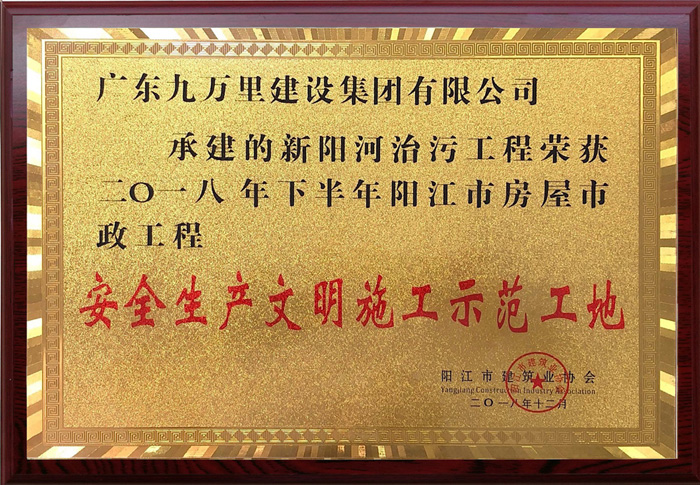 广东九万里建设集团有限公司
承建的新阳河治污工程荣获
二〇一八年下半年阳江市房屋市
政工程
安全生产文明施工示范工地
阳江市建筑业协会
Yangjiang Construction Industry Association
二〇一八年十二月